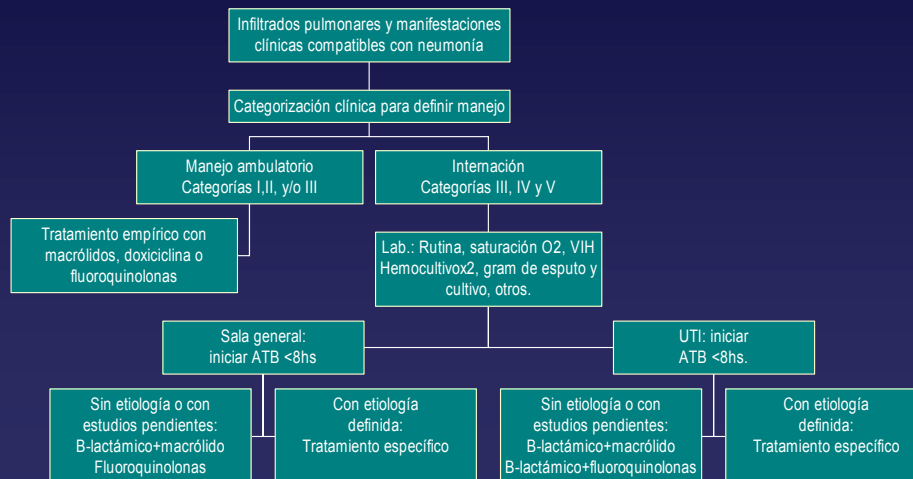 Infiltrados pulmonares y manifestaciones
clínicas compatibles con neumonía
Categorización clínica para definir manejo
Manejo ambulatorio
Categorías I,II, y/o III
Internación
Categorías III, IV y V
Tratamiento empírico con
macrólidos, doxiciclina o
fluoroquinolonas
Lab.: Rutina, saturación O2, VIH
Hemocultivox2, gram de esputo y
cultivo, otros.
Sala general:
iniciar ATB <8hs
UTI: iniciar
ATB <8hs.
Sin etiología o con
estudios pendientes:
B-lactámico+macrólido
Fluoroquinolonas
Con etiología
definida:
Tratamiento específico
Sin etiología o con
estudios pendientes:
B-lactámico+macrólido
B-lactámico+fluoroquinolonas
Con etiología
definida:
Tratamiento específico